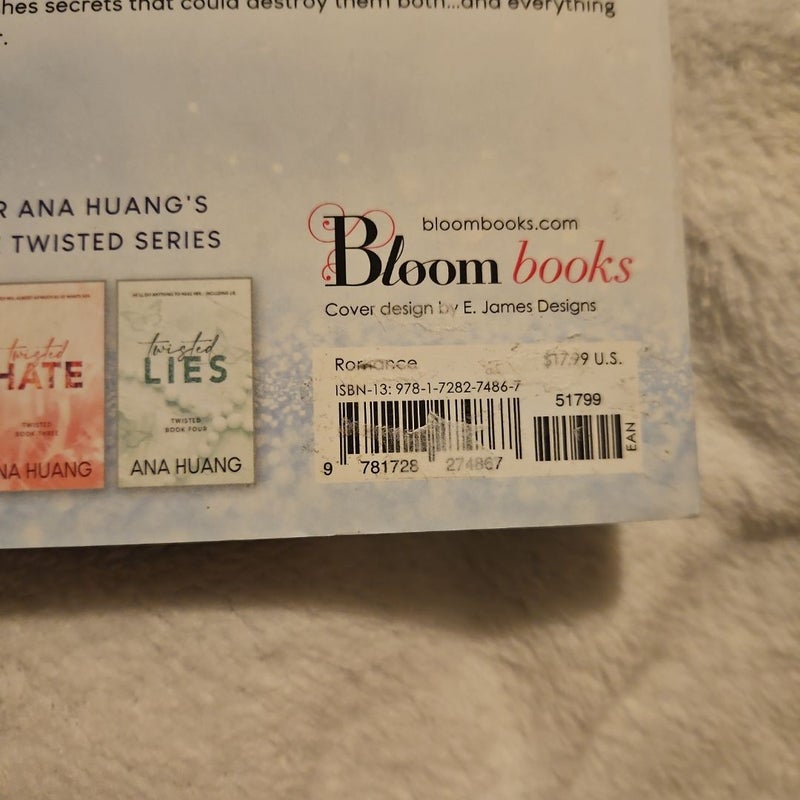 hes secrets that could destroy them both...and everything
r.
R ANA HUANG'S
TWISTED SERIES
twisted
HATE
TWISTED
BOOK THREE
NA HUANG
twisted
LIES
TWISTED
BOOK FOUR
ANA HUANG
bloombooks.com
Bloom books
Cover design by E. James Designs
Romance $17.99 U.S.
ISBN-13: 978-1-7282-7486-7
51799
EAN
9 781728 274867